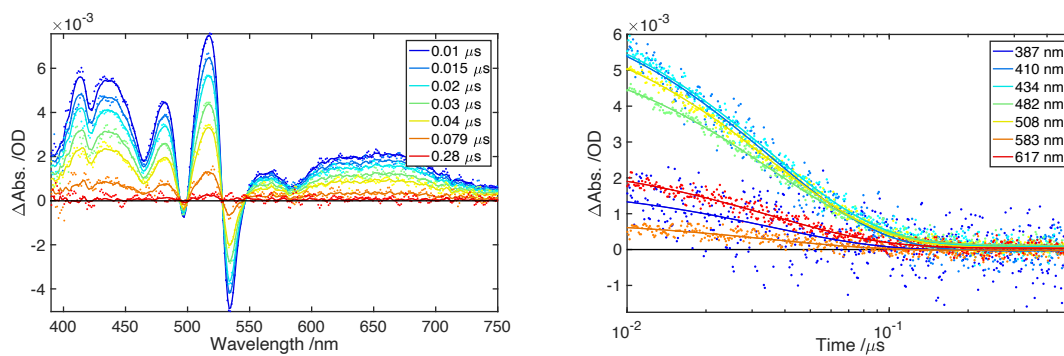 ×10⁻³
6
4
2
0
-2
-4
ΔAbs. /OD
400 450 500 550 600 650 700 750
Wavelength /nm
0.01 μs
0.015 μs
0.02 μs
0.03 μs
0.04 μs
0.079 μs
0.28 μs
×10⁻³
6
5
4
3
2
1
0
-1
ΔAbs. /OD
10⁻² 10⁻¹
Time /μs
387 nm
410 nm
434 nm
482 nm
508 nm
583 nm
617 nm